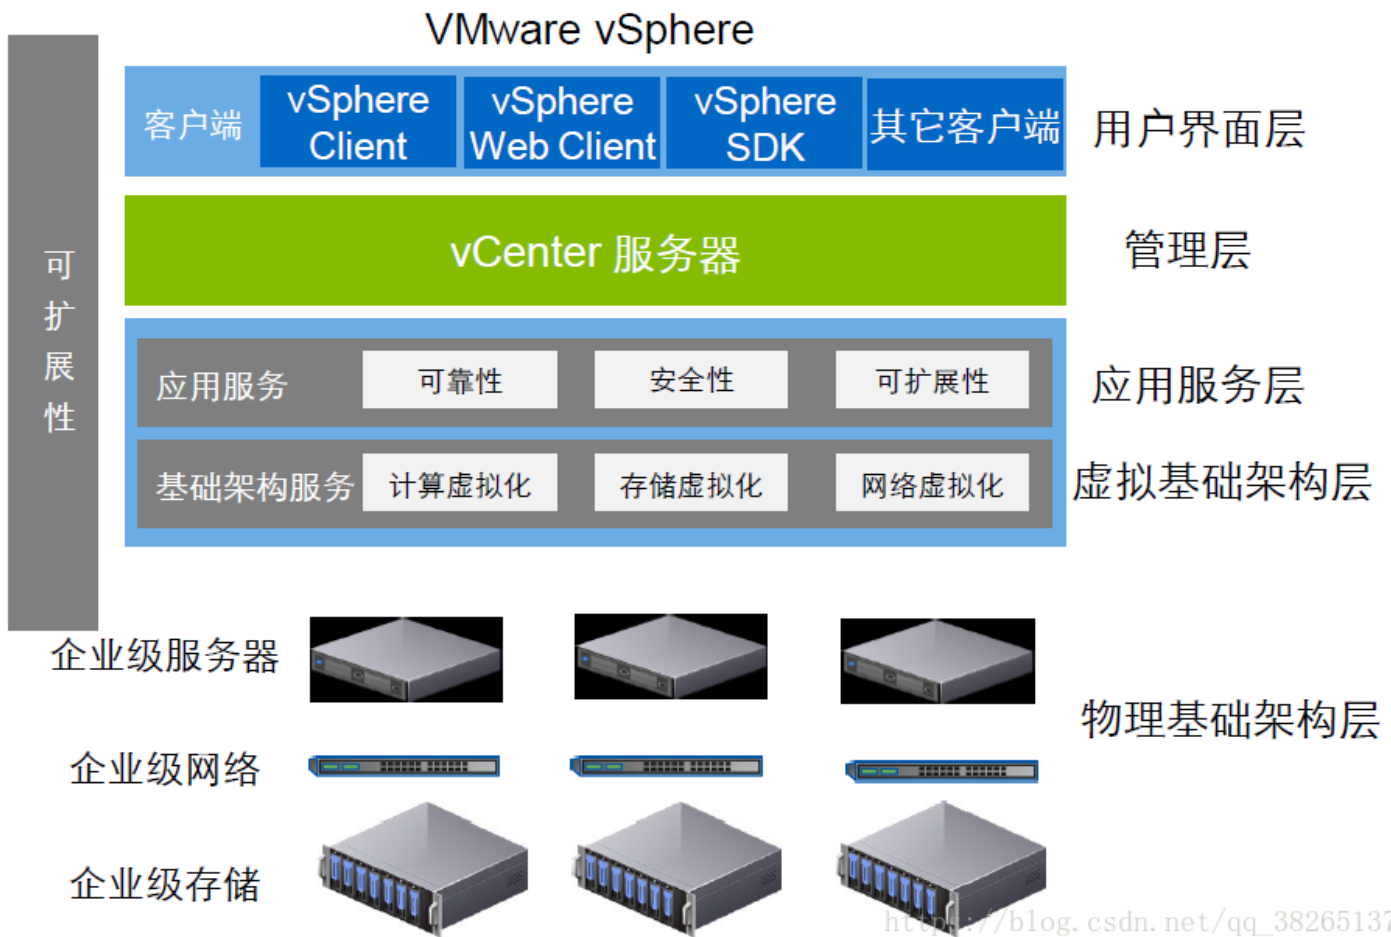 VMware vSphere
可扩展性
客户端
vSphere
Client
vSphere
Web Client
vSphere
SDK
其它客户端
用户界面层
vCenter 服务器
管理层
应用服务
可靠性
安全性
可扩展性
应用服务层
基础架构服务
计算虚拟化
存储虚拟化
网络虚拟化
虚拟基础架构层
企业级服务器
物理基础架构层
企业级网络
企业级存储
https://blog.csdn.net/qq_38265137